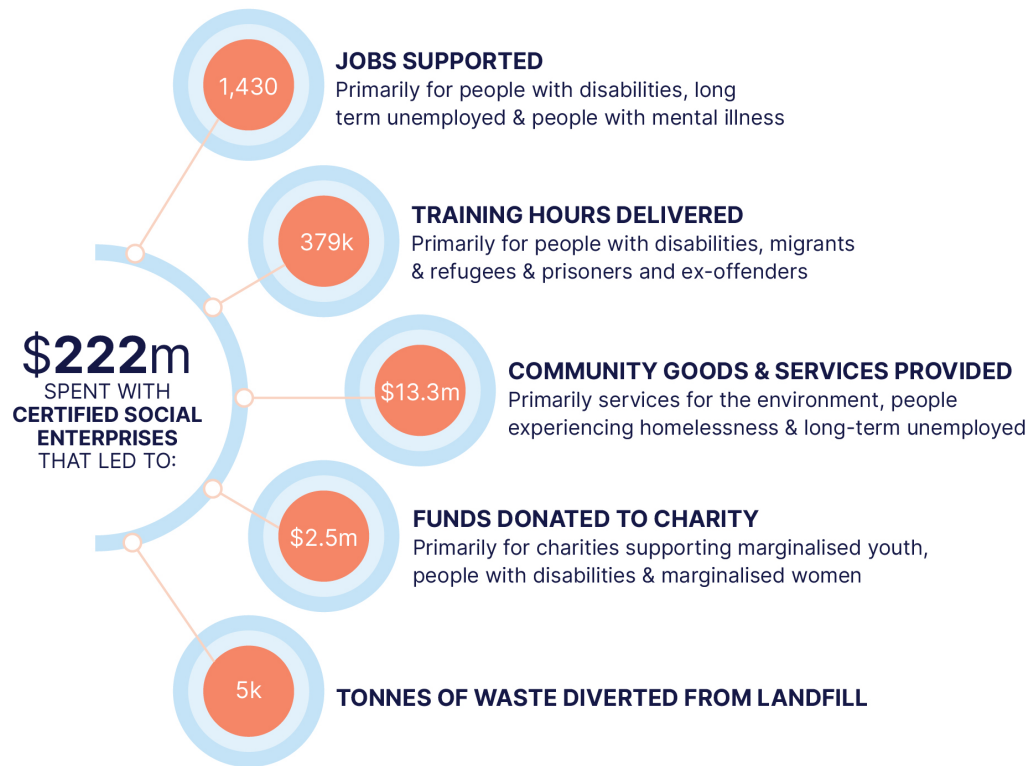 $222m
SPENT WITH
CERTIFIED SOCIAL
ENTERPRISES
THAT LED TO:
1,430
JOBS SUPPORTED
Primarily for people with disabilities, long
term unemployed & people with mental illness
379k
TRAINING HOURS DELIVERED
Primarily for people with disabilities, migrants
& refugees & prisoners and ex-offenders
$13.3m
COMMUNITY GOODS & SERVICES PROVIDED
Primarily services for the environment, people
experiencing homelessness & long-term unemployed
$2.5m
FUNDS DONATED TO CHARITY
Primarily for charities supporting marginalised youth,
people with disabilities & marginalised women
5k
TONNES OF WASTE DIVERTED FROM LANDFILL